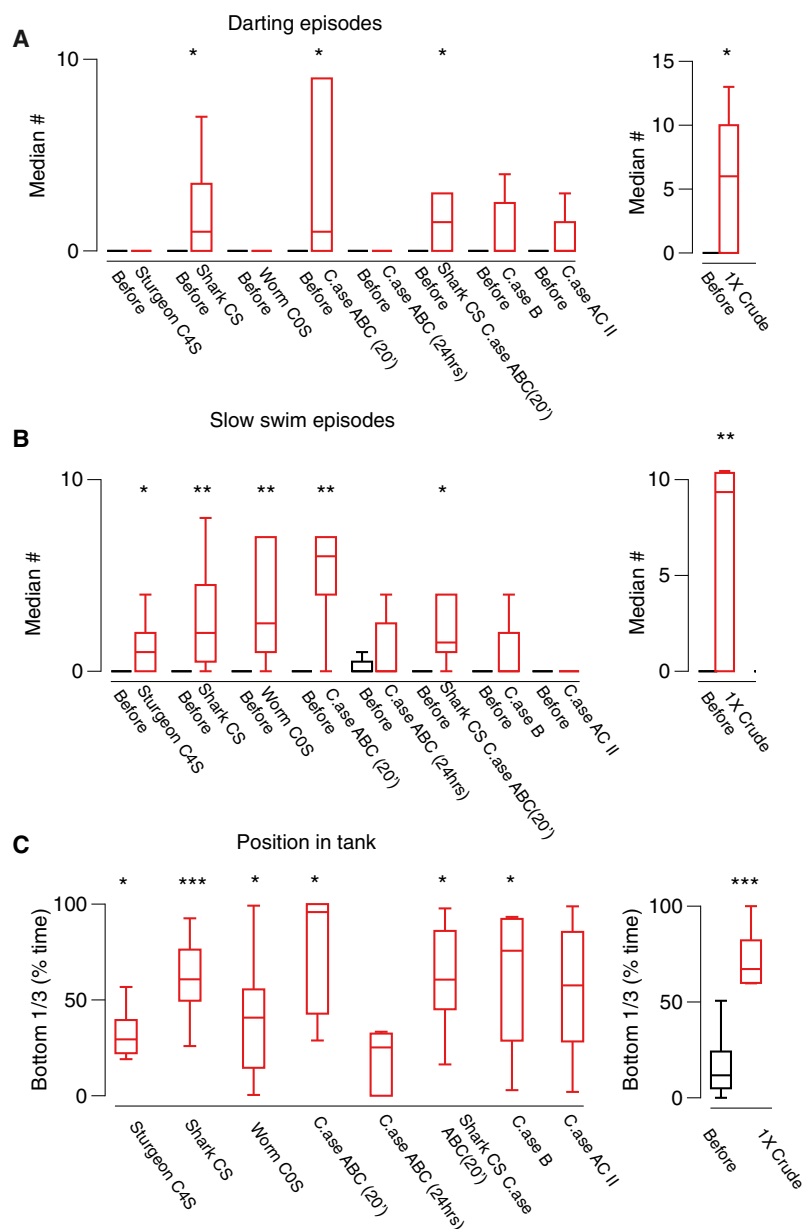 A
Darting episodes
* * * *
10
0
Median #
15
10
5
0
Median #
Before
Sturgeon C4S
Before
Shark CS
Before
Worm C0S
Before
C.ase ABC (20')
Before
C.ase ABC (24hrs)
Before
Shark CS C.ase ABC(20')
Before
C.ase B
Before
C.ase AC II
Before
1X Crude
B
Slow swim episodes
* ** ** ** * **
10
0
Median #
10
5
0
Median #
Before
Sturgeon C4S
Before
Shark CS
Before
Worm C0S
Before
C.ase ABC (20')
Before
C.ase ABC (24hrs)
Before
Shark CS C.ase ABC(20')
Before
C.ase B
Before
C.ase AC II
Before
1X Crude
C
Position in tank
* *** * * * * ***
100
50
0
Bottom 1/3 (% time)
100
50
0
Bottom 1/3 (% time)
Sturgeon C4S
Shark CS
Worm C0S
C.ase ABC (20')
C.ase ABC (24hrs)
Shark CS C.ase
ABC(20')
C.ase B
C.ase AC II
Before
1X Crude